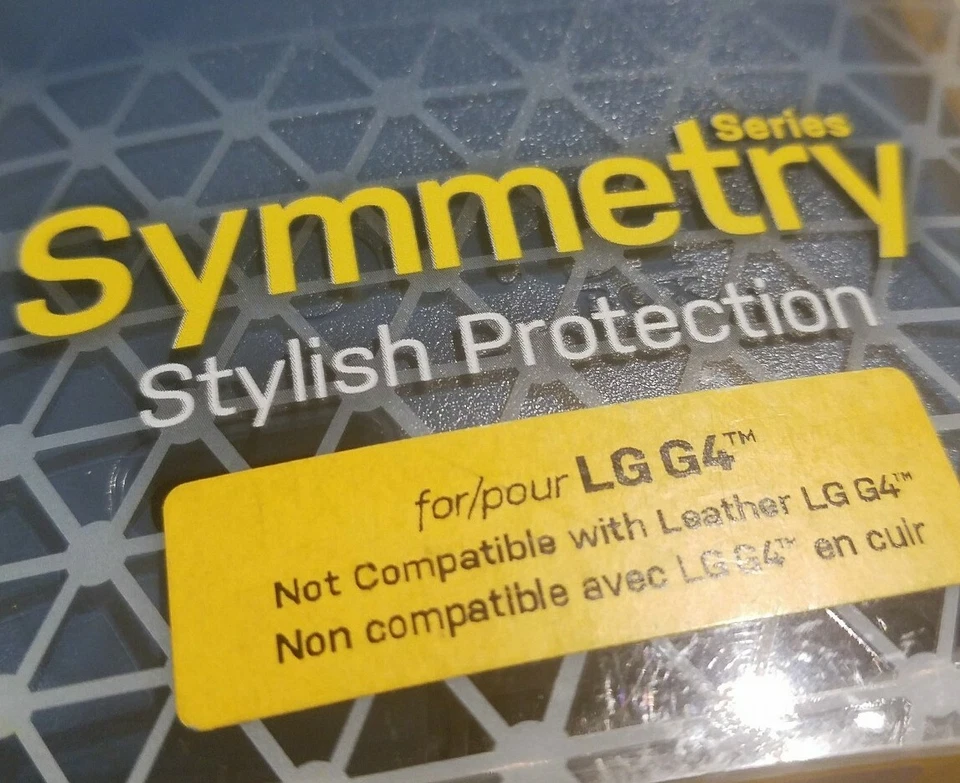 Symmetry Series
Stylish Protection
for/pour LG G4™
Not Compatible with Leather LG G4™
Non compatible avec LG G4™ en cuir